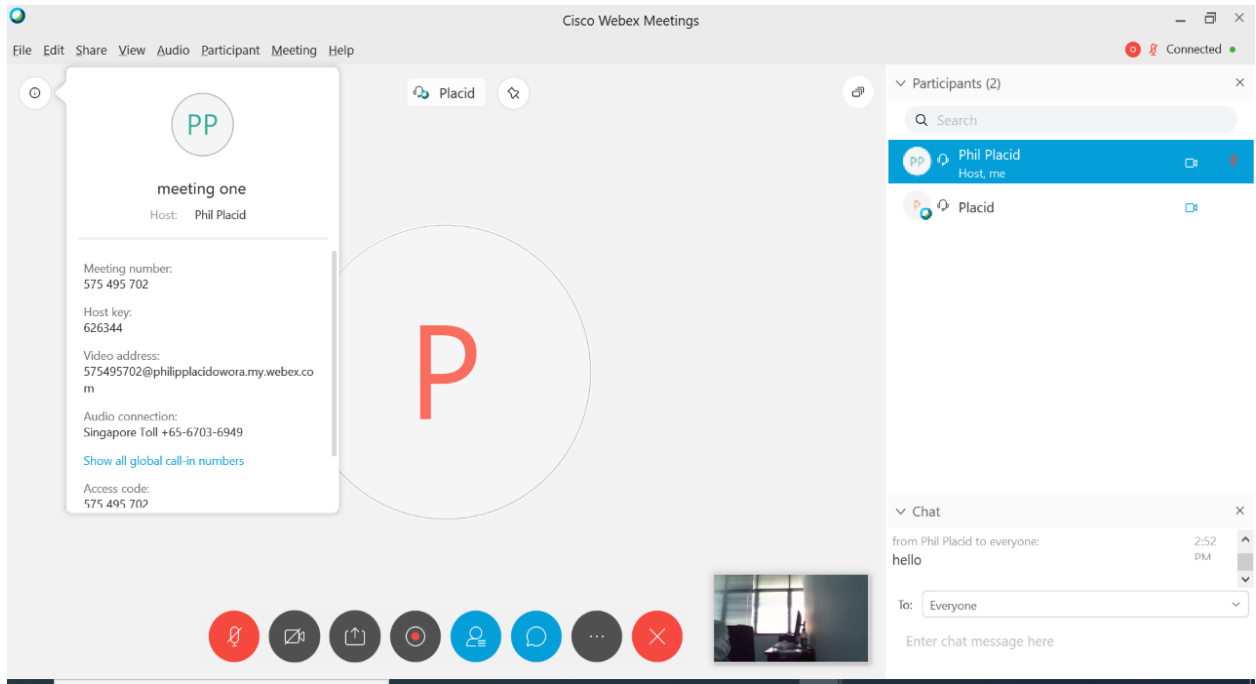 Cisco Webex Meetings
File Edit Share View Audio Participant Meeting Help
Connected
PP
meeting one
Host: Phil Placid
Meeting number:
575 495 702
Host key:
626344
Video address:
575495702@philipplacidowora.my.webex.co
m
Audio connection:
Singapore Toll +65-6703-6949
Show all global call-in numbers
Access code:
575 495 702
Placid
P
Participants (2)
Search
PP Phil Placid
Host, me
P Placid
Chat
from Phil Placid to everyone: 2:52
PM
hello
To: Everyone
Enter chat message here